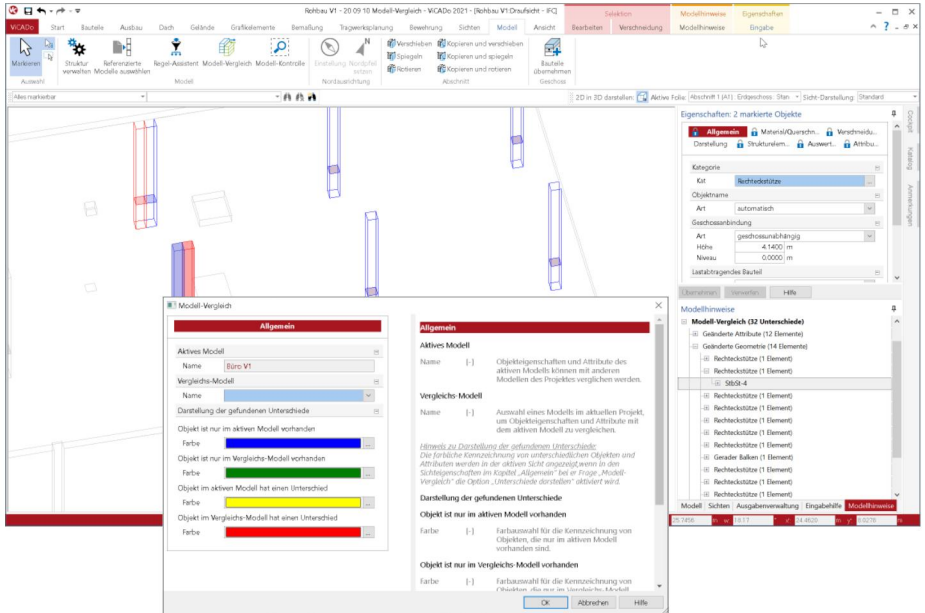 Rohbau V1 - 20 09 10 Modell-Vergleich - ViCADo 2021 - [Rohbau V1:Draufsicht - IFC]
Selektion Modellhinweise Eigenschaften
ViCADo Start Bauteile Ausbau Dach Gelände Grafikelemente Bemaßung Tragwerksplanung Bewehrung Sichten Modell Ansicht Bearbeiten Verschneidung Modellhinweise Eingabe
Markieren
Struktur verwalten
Referenzierte Modelle auswählen
Regel-Assistent
Modell-Vergleich
Modell-Kontrolle
Einstellung
Nordpfeil setzen
Verschieben
Kopieren und verschieben
Spiegeln
Kopieren und spiegeln
Rotieren
Kopieren und rotieren
Bauteile übernehmen
Auswahl Modell Nordausrichtung Abschnitt Geschoss
Alles markierbar
2D in 3D darstellen: Aktive Folie: Abschnitt 1 (A1) Erdgeschoss: Stan Sicht-Darstellung: Standard
Eigenschaften: 2 markierte Objekte
Allgemein Material/Querschn... Verschneidu...
Darstellung Strukturelem... Auswert... Attribu...
Kategorie
Kat Rechteckstütze ...
Objektname
Art automatisch
Geschossanbindung
Art geschossunabhängig
Höhe 4.1400 m
Niveau 0.0000 m
Lastabtragendes Bauteil
Übernehmen Verwerfen Hilfe
Cockpit
Katalog
Anmerkungen
Modellhinweise
Modell-Vergleich (32 Unterschiede)
Geänderte Attribute (12 Elemente)
Geänderte Geometrie (14 Elemente)
Rechteckstütze (1 Element)
Rechteckstütze (1 Element)
StbSt-4
Rechteckstütze (1 Element)
Rechteckstütze (1 Element)
Rechteckstütze (1 Element)
Rechteckstütze (1 Element)
Rechteckstütze (1 Element)
Gerader Balken (1 Element)
Rechteckstütze (1 Element)
Rechteckstütze (1 Element)
Rechteckstütze (1 Element)
Modell Sichten Ausgabenverwaltung Eingabehilfe Modellhinweise
Modell-Vergleich
Allgemein
Aktives Modell
Name Büro V1
Vergleichs-Modell
Name
Darstellung der gefundenen Unterschiede
Objekt ist nur im aktiven Modell vorhanden
Farbe ...
Objekt ist nur im Vergleichs-Modell vorhanden
Farbe ...
Objekt im aktiven Modell hat einen Unterschied
Farbe ...
Objekt im Vergleichs-Modell hat einen Unterschied
Farbe ...
Allgemein
Aktives Modell
Name [-] Objekteigenschaften und Attribute des
aktiven Modells können mit anderen
Modellen des Projektes verglichen werden.
Vergleichs-Modell
Name [-] Auswahl eines Modells im aktuellen Projekt,
um Objekteigenschaften und Attribute mit
dem aktiven Modell zu vergleichen.
Hinweis zu Darstellung der gefundenen Unterschiede
Die farbliche Kennzeichnung von unterschiedlichen Objekten und
Attributen werden in der aktiven Sicht angezeigt,wenn in den
Sichteigenschaften im Kapitel „Allgemein" bei er Frage „Modell-
Vergleich" die Option „Unterschiede darstellen" aktiviert wird.
Darstellung der gefundenen Unterschiede
Objekt ist nur im aktiven Modell vorhanden
Farbe [-] Farbauswahl für die Kennzeichnung von
Objekten, die nur im aktiven Modell
vorhanden sind.
Objekt ist nur im Vergleichs-Modell vorhanden
Farbe [-] Farbauswahl für die Kennzeichnung von
Objekten, die nur im Vergleichs-Modell
OK Abbrechen Hilfe